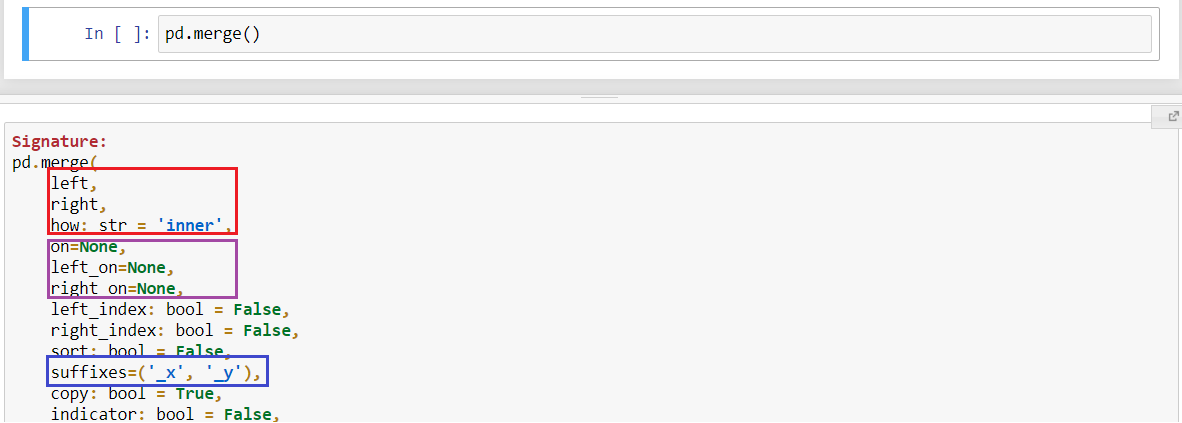 In [ ]: pd.merge()
Signature:
pd.merge(
left,
right,
how: str = 'inner',
on=None,
left_on=None,
right_on=None,
left_index: bool = False,
right_index: bool = False,
sort: bool = False,
suffixes=('_x', '_y'),
copy: bool = True,
indicator: bool = False,